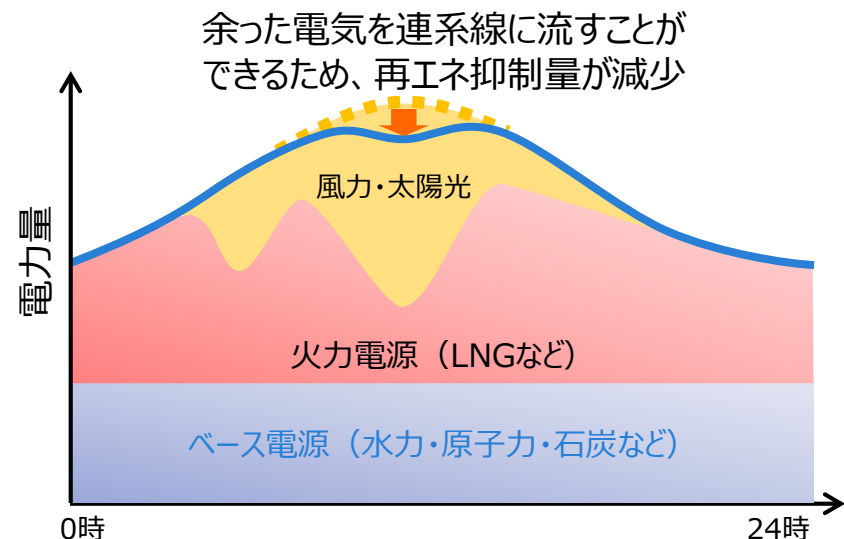 余った電気を連系線に流すことが
できるため、再エネ抑制量が減少
電力量
風力・太陽光
火力電源（LNGなど）
ベース電源（水力・原子力・石炭など）
0時
24時